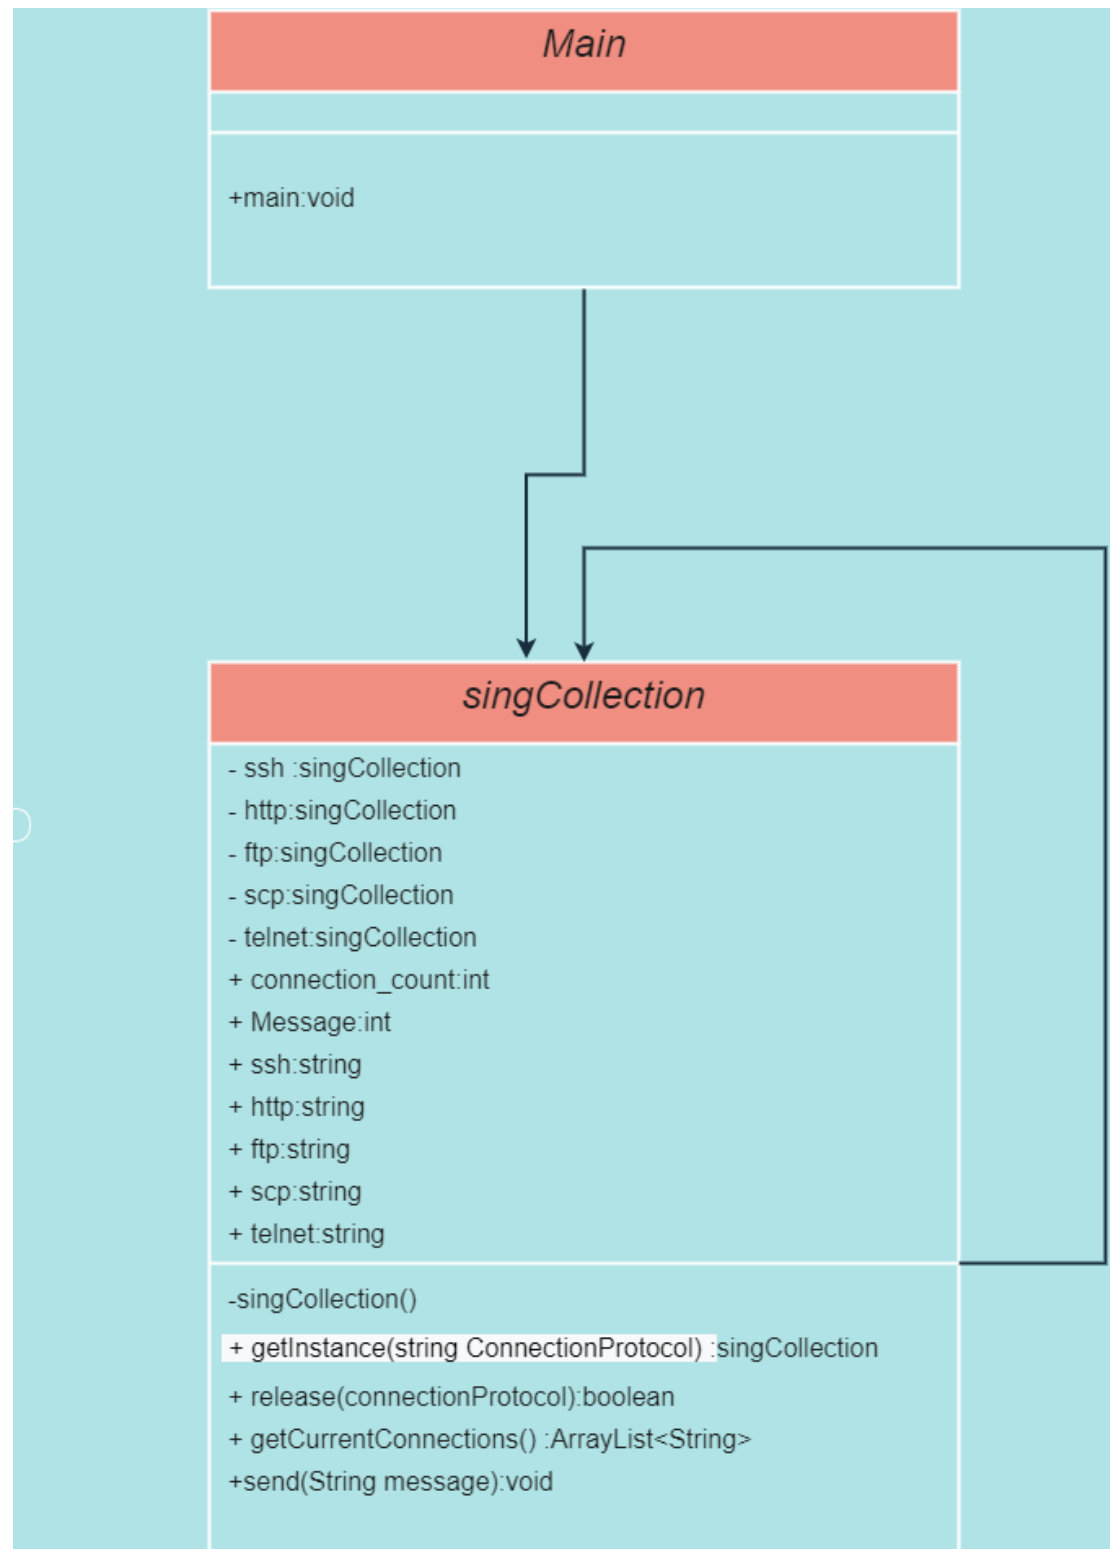 Main
+main:void
singCollection
- ssh :singCollection
- http:singCollection
- ftp:singCollection
- scp:singCollection
- telnet:singCollection
+ connection_count:int
+ Message:int
+ ssh:string
+ http:string
+ ftp:string
+ scp:string
+ telnet:string
-singCollection()
+ getInstance(string ConnectionProtocol) :singCollection
+ release(connectionProtocol):boolean
+ getCurrentConnections() :ArrayList<String>
+send(String message):void